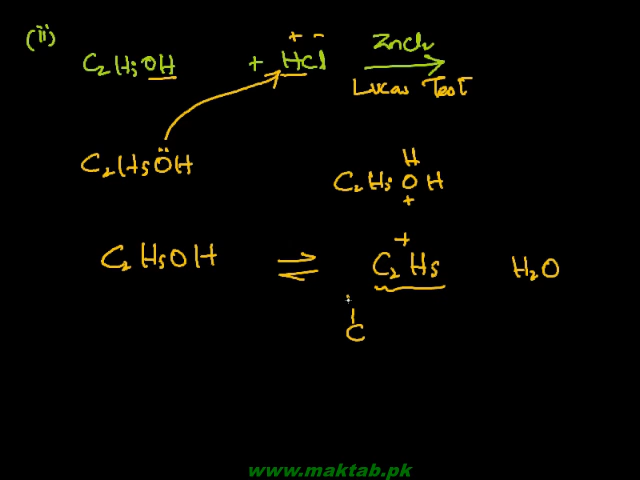 (ii) C2H5OH + HCl ZnCl2
+ -
Lucas Test
C2H5ÖH
H
C2H5 O H
+
C2H5OH ⇌ C2H5 H2O
+
C
www.maktab.pk